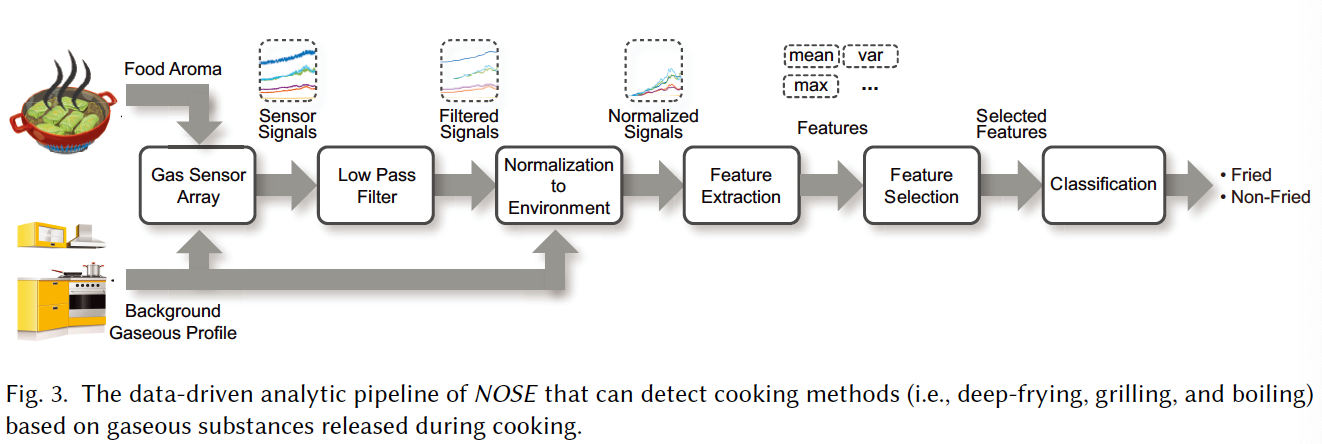 Food Aroma
Sensor
Signals
Filtered
Signals
Normalized
Signals
mean
var
max
...
Features
Selected
Features
Gas Sensor
Array
Low Pass
Filter
Normalization
to
Environment
Feature
Extraction
Feature
Selection
Classification
• Fried
• Non-Fried
Background
Gaseous Profile
Fig. 3. The data-driven analytic pipeline of NOSE that can detect cooking methods (i.e., deep-frying, grilling, and boiling)
based on gaseous substances released during cooking.